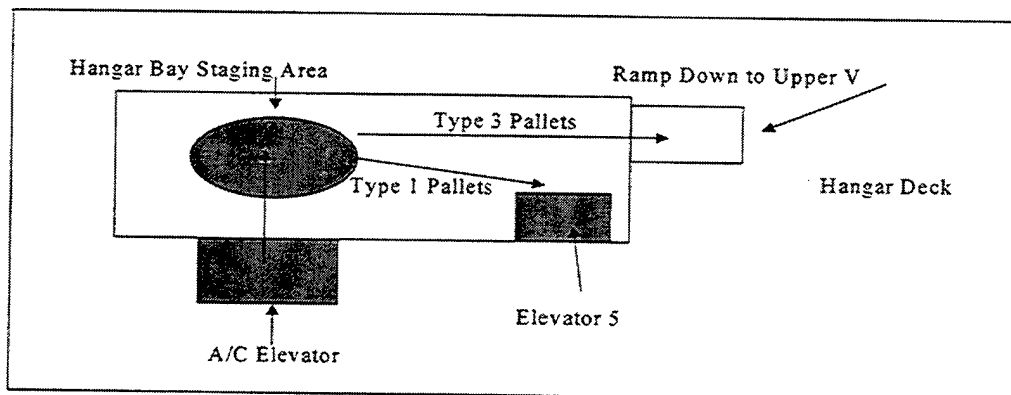 Hangar Bay Staging Area
Ramp Down to Upper V
Type 3 Pallets
Type 1 Pallets
Hangar Deck
Elevator 5
A/C Elevator